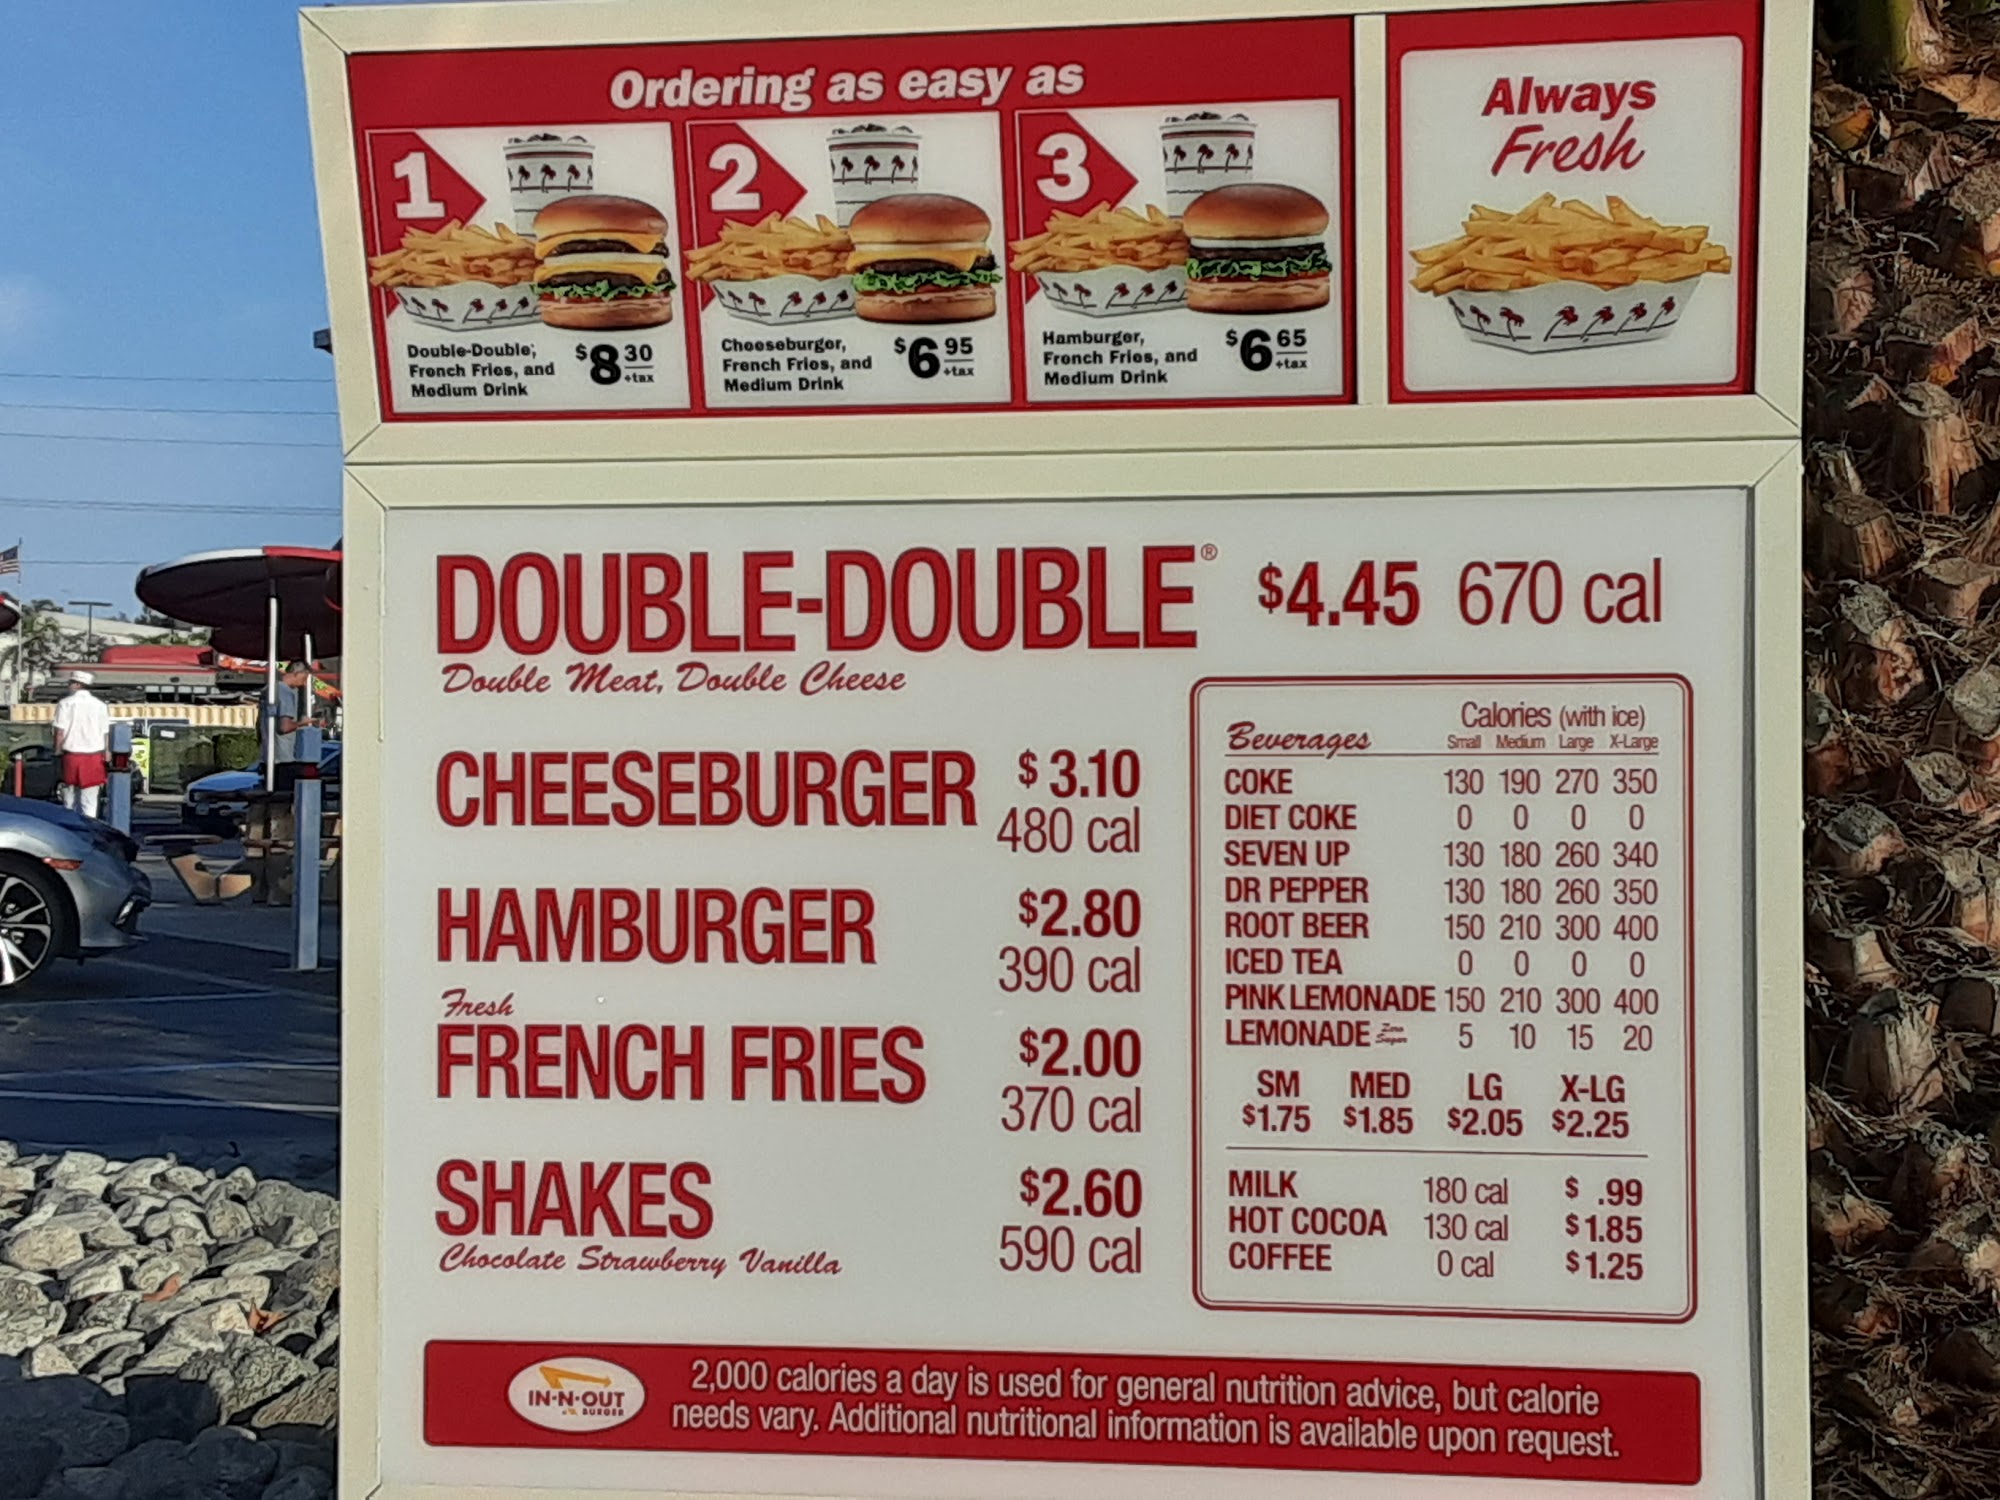 Ordering as easy as
1
Double-Double,
French Fries, and
Medium Drink
$8 30
+tax
2
Cheeseburger,
French Fries, and
Medium Drink
$6 95
+tax
3
Hamburger,
French Fries, and
Medium Drink
$6 65
+tax
Always
Fresh
DOUBLE-DOUBLE® $4.45 670 cal
Double Meat, Double Cheese
CHEESEBURGER $3.10
480 cal
HAMBURGER $2.80
390 cal
Fresh
FRENCH FRIES $2.00
370 cal
SHAKES $2.60
Chocolate Strawberry Vanilla 590 cal
Calories (with ice)
Beverages Small Medium Large X-Large
COKE 130 190 270 350
DIET COKE 0 0 0 0
SEVEN UP 130 180 260 340
DR PEPPER 130 180 260 350
ROOT BEER 150 210 300 400
ICED TEA 0 0 0 0
PINK LEMONADE 150 210 300 400
LEMONADE Zero Sugar 5 10 15 20
SM MED LG X-LG
$1.75 $1.85 $2.05 $2.25
MILK 180 cal $ .99
HOT COCOA 130 cal $1.85
COFFEE 0 cal $1.25
IN-N-OUT
BURGER
2,000 calories a day is used for general nutrition advice, but calorie
needs vary. Additional nutritional information is available upon request.